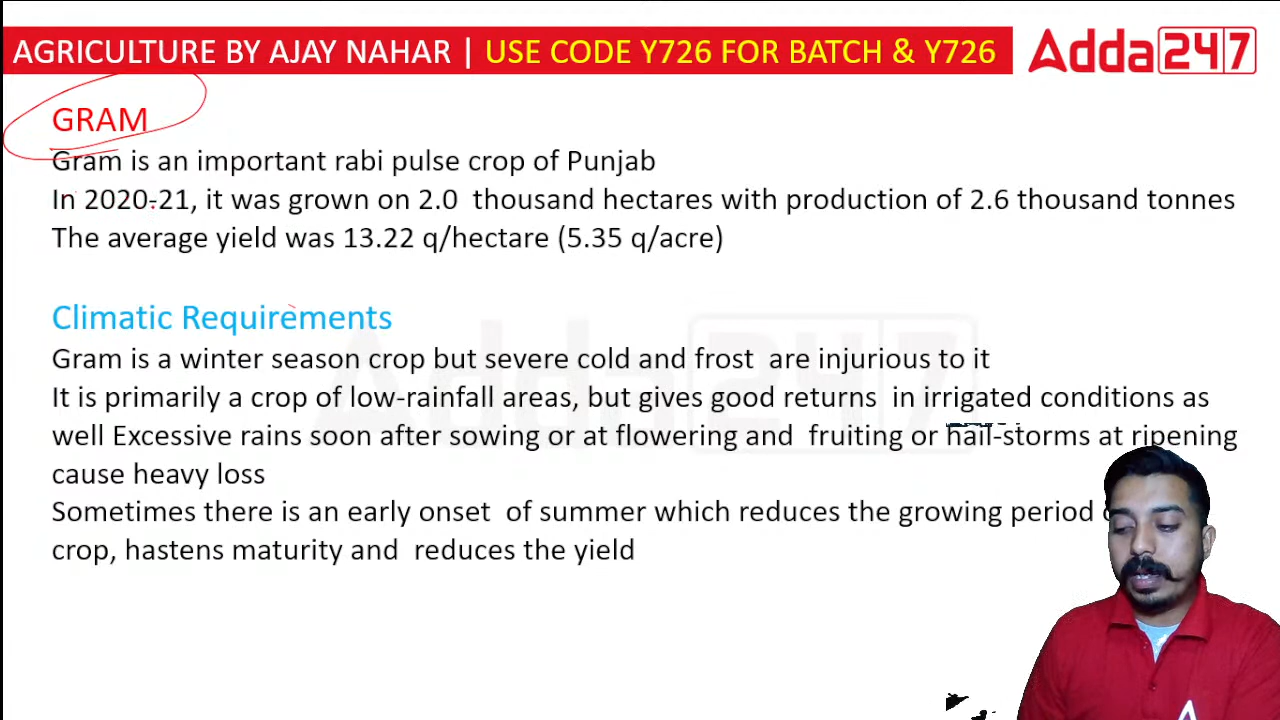 AGRICULTURE BY AJAY NAHAR | USE CODE Y726 FOR BATCH & Y726
Adda247
GRAM
Gram is an important rabi pulse crop of Punjab
In 2020-21, it was grown on 2.0 thousand hectares with production of 2.6 thousand tonnes
The average yield was 13.22 q/hectare (5.35 q/acre)
Climatic Requirements
Gram is a winter season crop but severe cold and frost are injurious to it
It is primarily a crop of low-rainfall areas, but gives good returns in irrigated conditions as
well Excessive rains soon after sowing or at flowering and fruiting or hail-storms at ripening
cause heavy loss
Sometimes there is an early onset of summer which reduces the growing period
crop, hastens maturity and reduces the yield